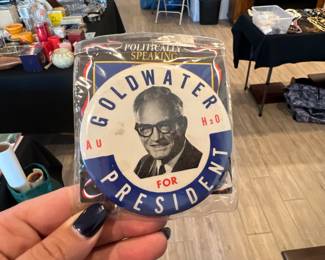 POLITICALLY
SPEAKING
GOLDWATER
AU H2O
FOR
PRESIDENT